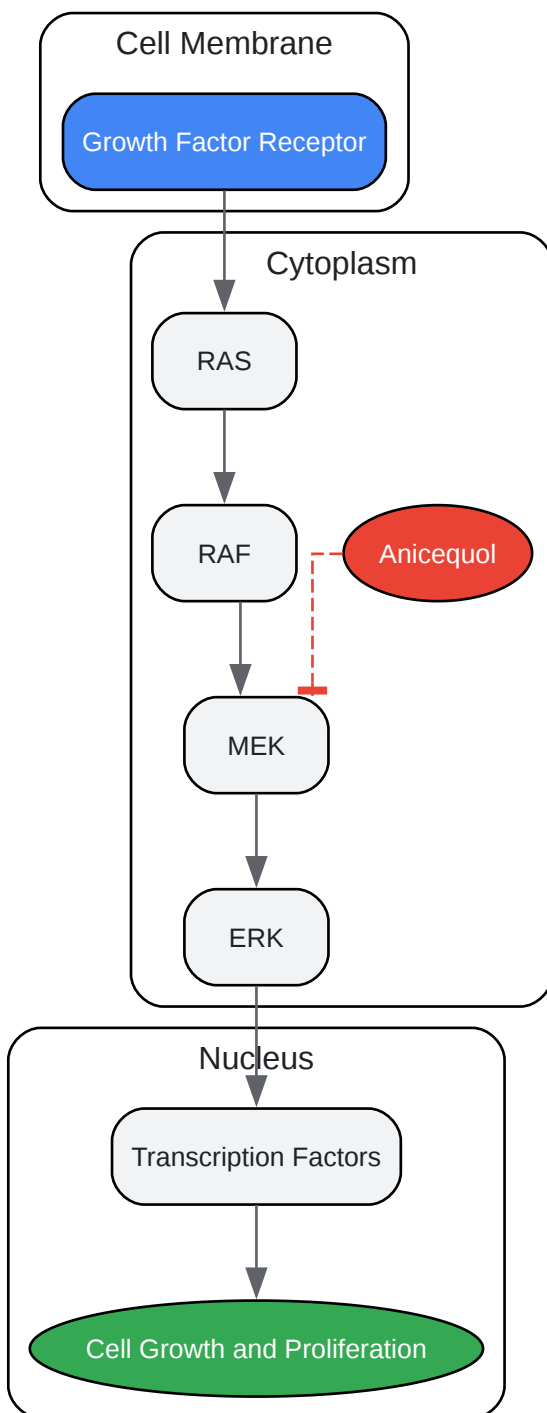 Cell Membrane
Growth Factor Receptor
Cytoplasm
RAS
RAF
Anicequol
MEK
ERK
Nucleus
Transcription Factors
Cell Growth and Proliferation